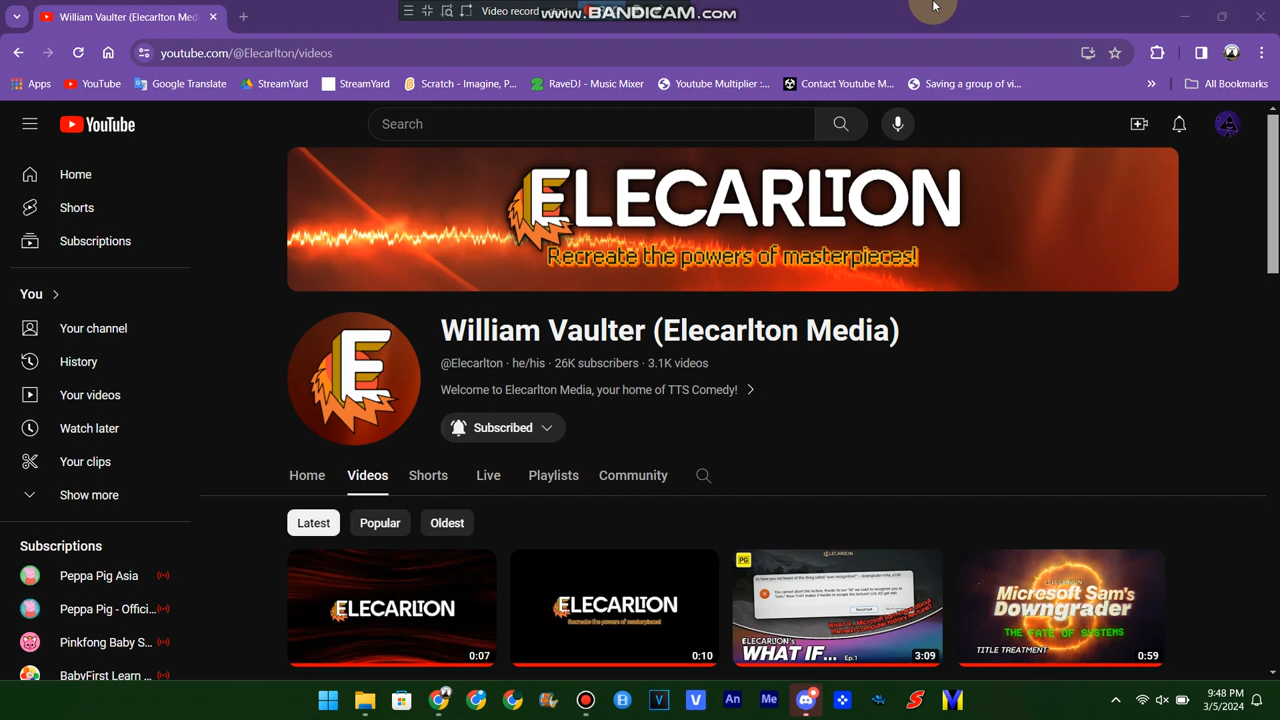 William Vaulter (Elecarlton Medi
Video record
www.BANDICAM.com
youtube.com/@Elecarlton/videos
Apps YouTube Google Translate StreamYard StreamYard Scratch - Imagine, P... RaveDJ - Music Mixer Youtube Multiplier :... Contact Youtube M... Saving a group of vi... » All Bookmarks
YouTube
Search
Home
Shorts
Subscriptions
You
Your channel
History
Your videos
Watch later
Your clips
Show more
Subscriptions
Peppa Pig Asia
Peppa Pig - Offici...
Pinkfong Baby S...
BabyFirst Learn ...
ELECARLTON
Recreate the powers of masterpieces!
E
William Vaulter (Elecarlton Media)
@Elecarlton · he/his · 26K subscribers · 3.1K videos
Welcome to Elecarlton Media, your home of TTS Comedy!
Subscribed
Home Videos Shorts Live Playlists Community
Latest Popular Oldest
ELECARLTON
0:07
ELECARLTON
Recreate the powers of masterpieces!
0:10
PG
ELECARLTON
ELECARLTON'S
WHAT IF...
Ep.1
3:09
ELECARLTON
Microsoft Sam's
Downgrader
THE FATE OF SYSTEMS
TITLE TREATMENT
0:59
An Me
9:48 PM
3/5/2024